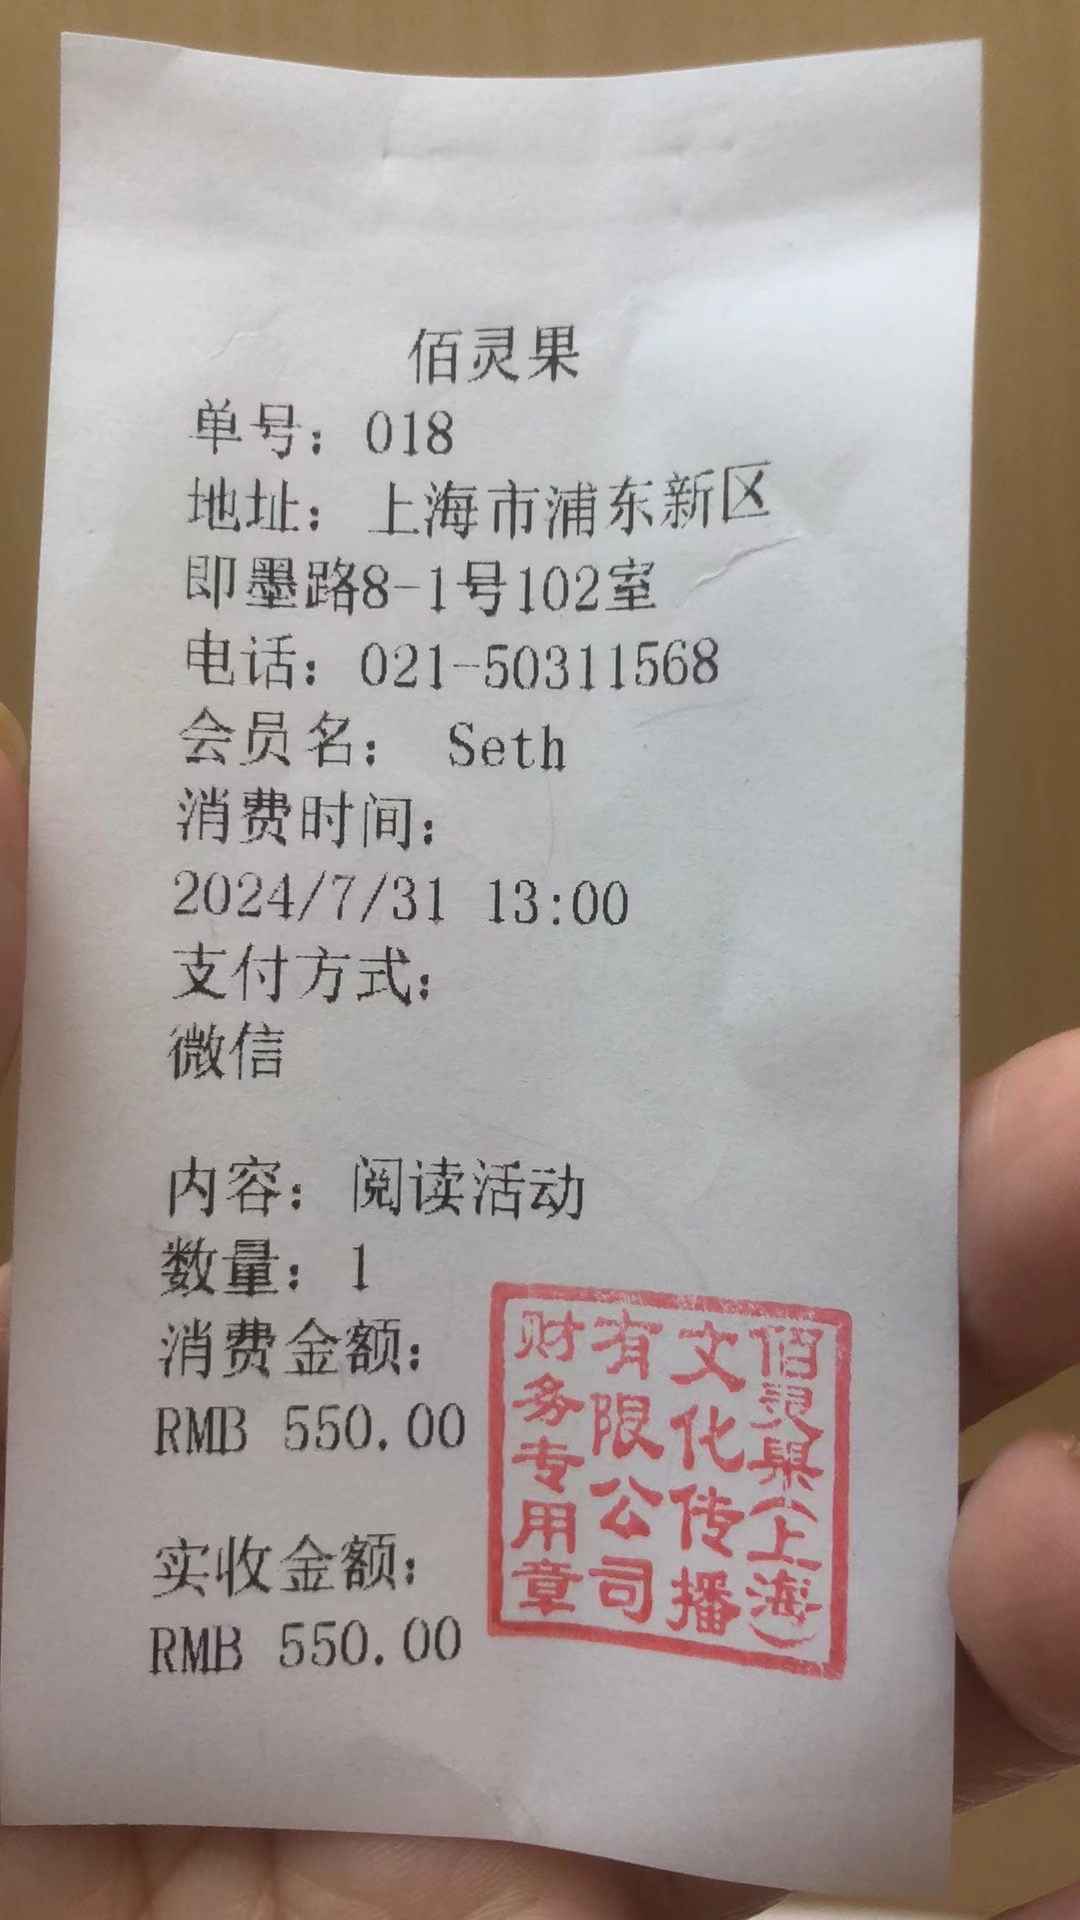 佰灵果
单号：018
地址：上海市浦东新区
即墨路8-1号102室
电话：021-50311568
会员名： Seth
消费时间：
2024/7/31 13:00
支付方式：
微信
内容：阅读活动
数量：1
消费金额：
RMB 550.00
实收金额：
RMB 550.00
佰灵果(上海)
文化传播
有限公司
财务专用章